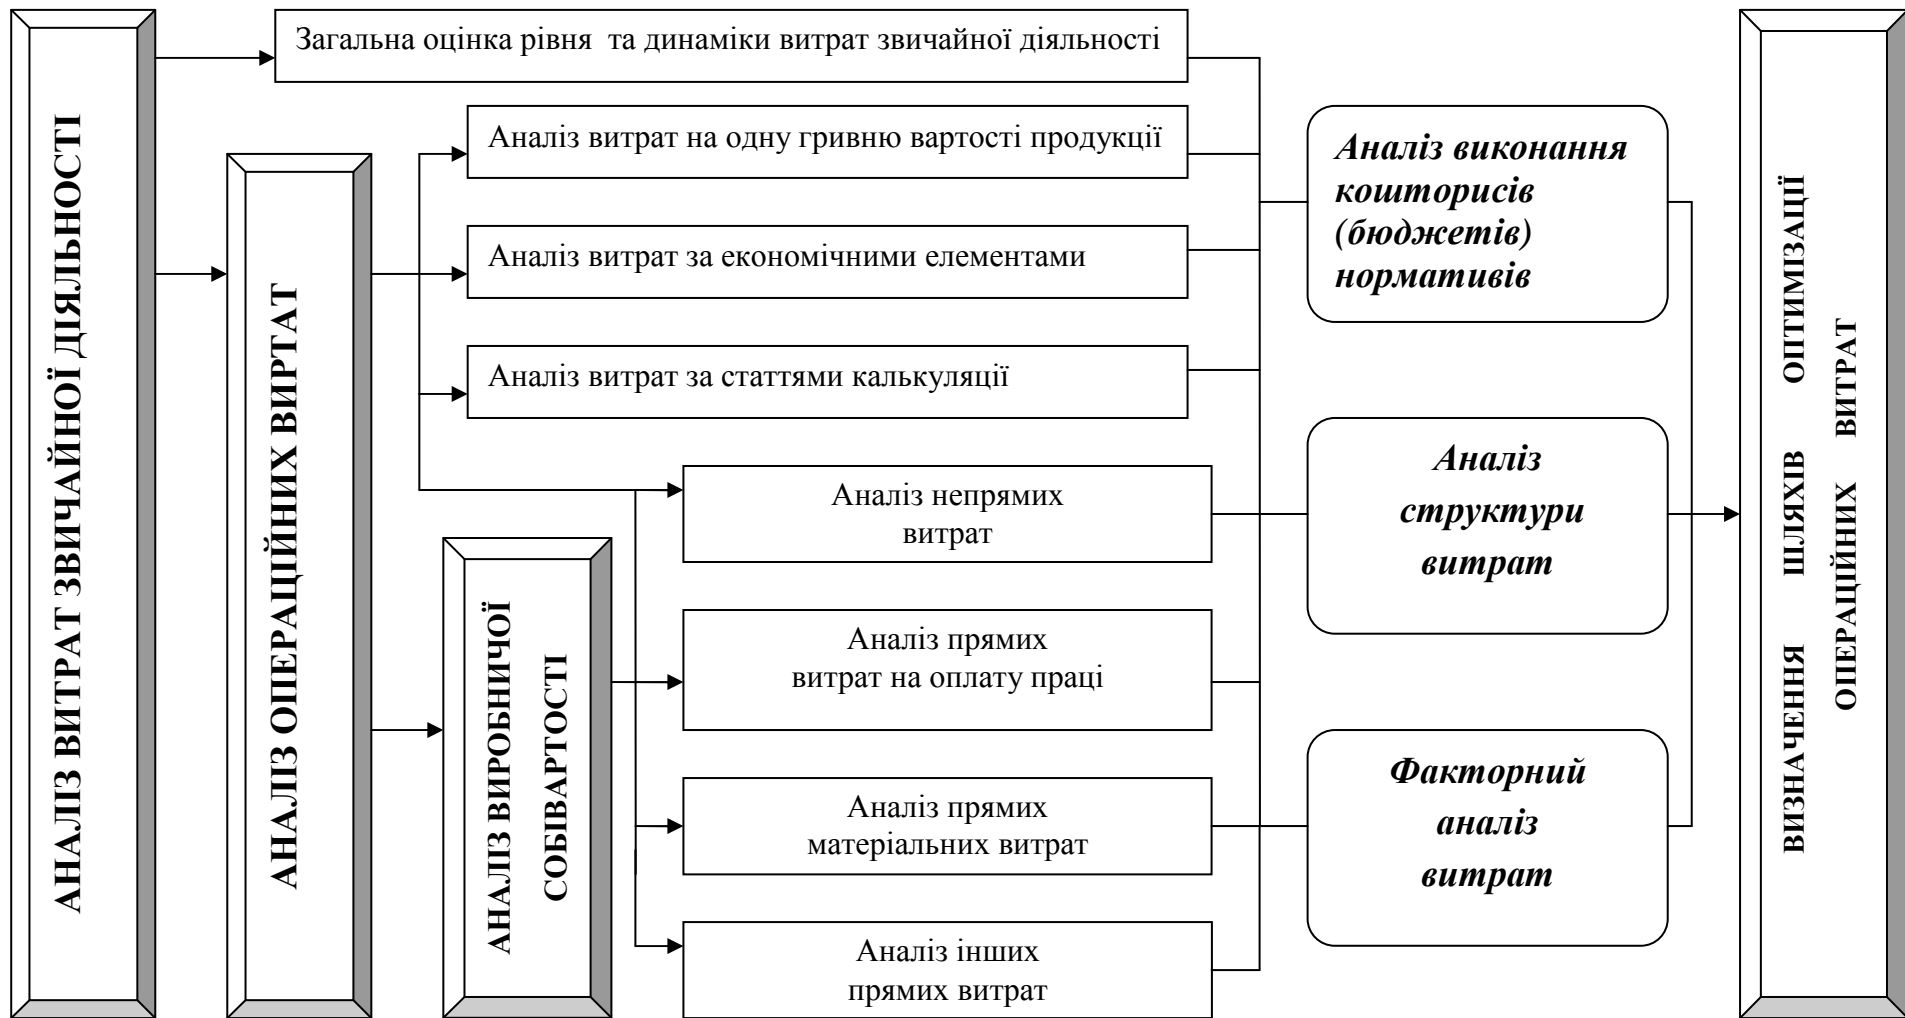 АНАЛІЗ ВИТРАТ ЗВИЧАЙНОЇ ДІЯЛЬНОСТІ
Загальна оцінка рівня та динаміки витрат звичайної діяльності
АНАЛІЗ ОПЕРАЦІЙНИХ ВИРТАТ
Аналіз витрат на одну гривню вартості продукції
Аналіз витрат за економічними елементами
Аналіз витрат за статтями калькуляції
АНАЛІЗ ВИРОБНИЧОЇ
СОБІВАРТОСТІ
Аналіз непрямих
витрат
Аналіз прямих
витрат на оплату праці
Аналіз прямих
матеріальних витрат
Аналіз інших
прямих витрат
Аналіз виконання
кошторисів
(бюджетів)
нормативів
Аналіз
структури
витрат
Факторний
аналіз
витрат
ВИЗНАЧЕННЯ ШЛЯХІВ ОПТИМІЗАЦІЇ
ОПЕРАЦІЙНИХ ВИТРАТ